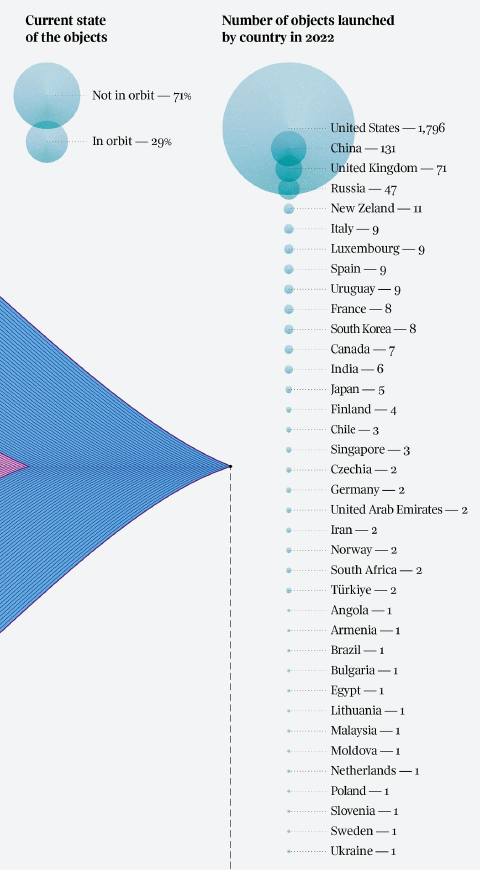 Current state
of the objects
Not in orbit — 71%
In orbit — 29%
Number of objects launched
by country in 2022
United States — 1,796
China — 131
United Kingdom — 71
Russia — 47
New Zeland — 11
Italy — 9
Luxembourg — 9
Spain — 9
Uruguay — 9
France — 8
South Korea — 8
Canada — 7
India — 6
Japan — 5
Finland — 4
Chile — 3
Singapore — 3
Czechia — 2
Germany — 2
United Arab Emirates — 2
Iran — 2
Norway — 2
South Africa — 2
Türkiye — 2
Angola — 1
Armenia — 1
Brazil — 1
Bulgaria — 1
Egypt — 1
Lithuania — 1
Malaysia — 1
Moldova — 1
Netherlands — 1
Poland — 1
Slovenia — 1
Sweden — 1
Ukraine — 1